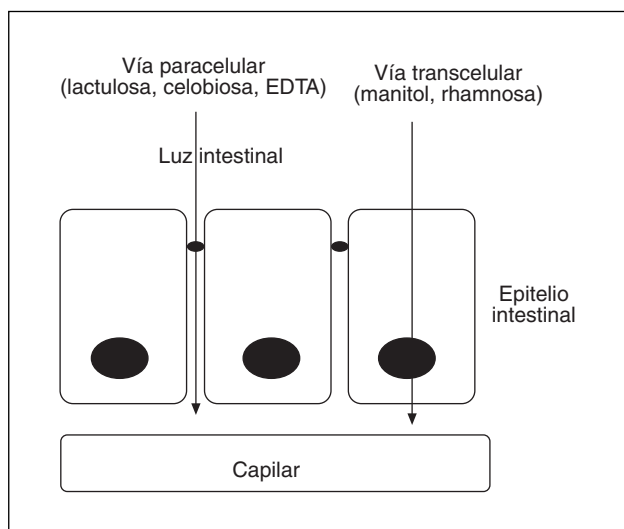 Vía paracelular
(lactulosa, celobiosa, EDTA)
Vía transcelular
(manitol, rhamnosa)
Luz intestinal
Epitelio
intestinal
Capilar